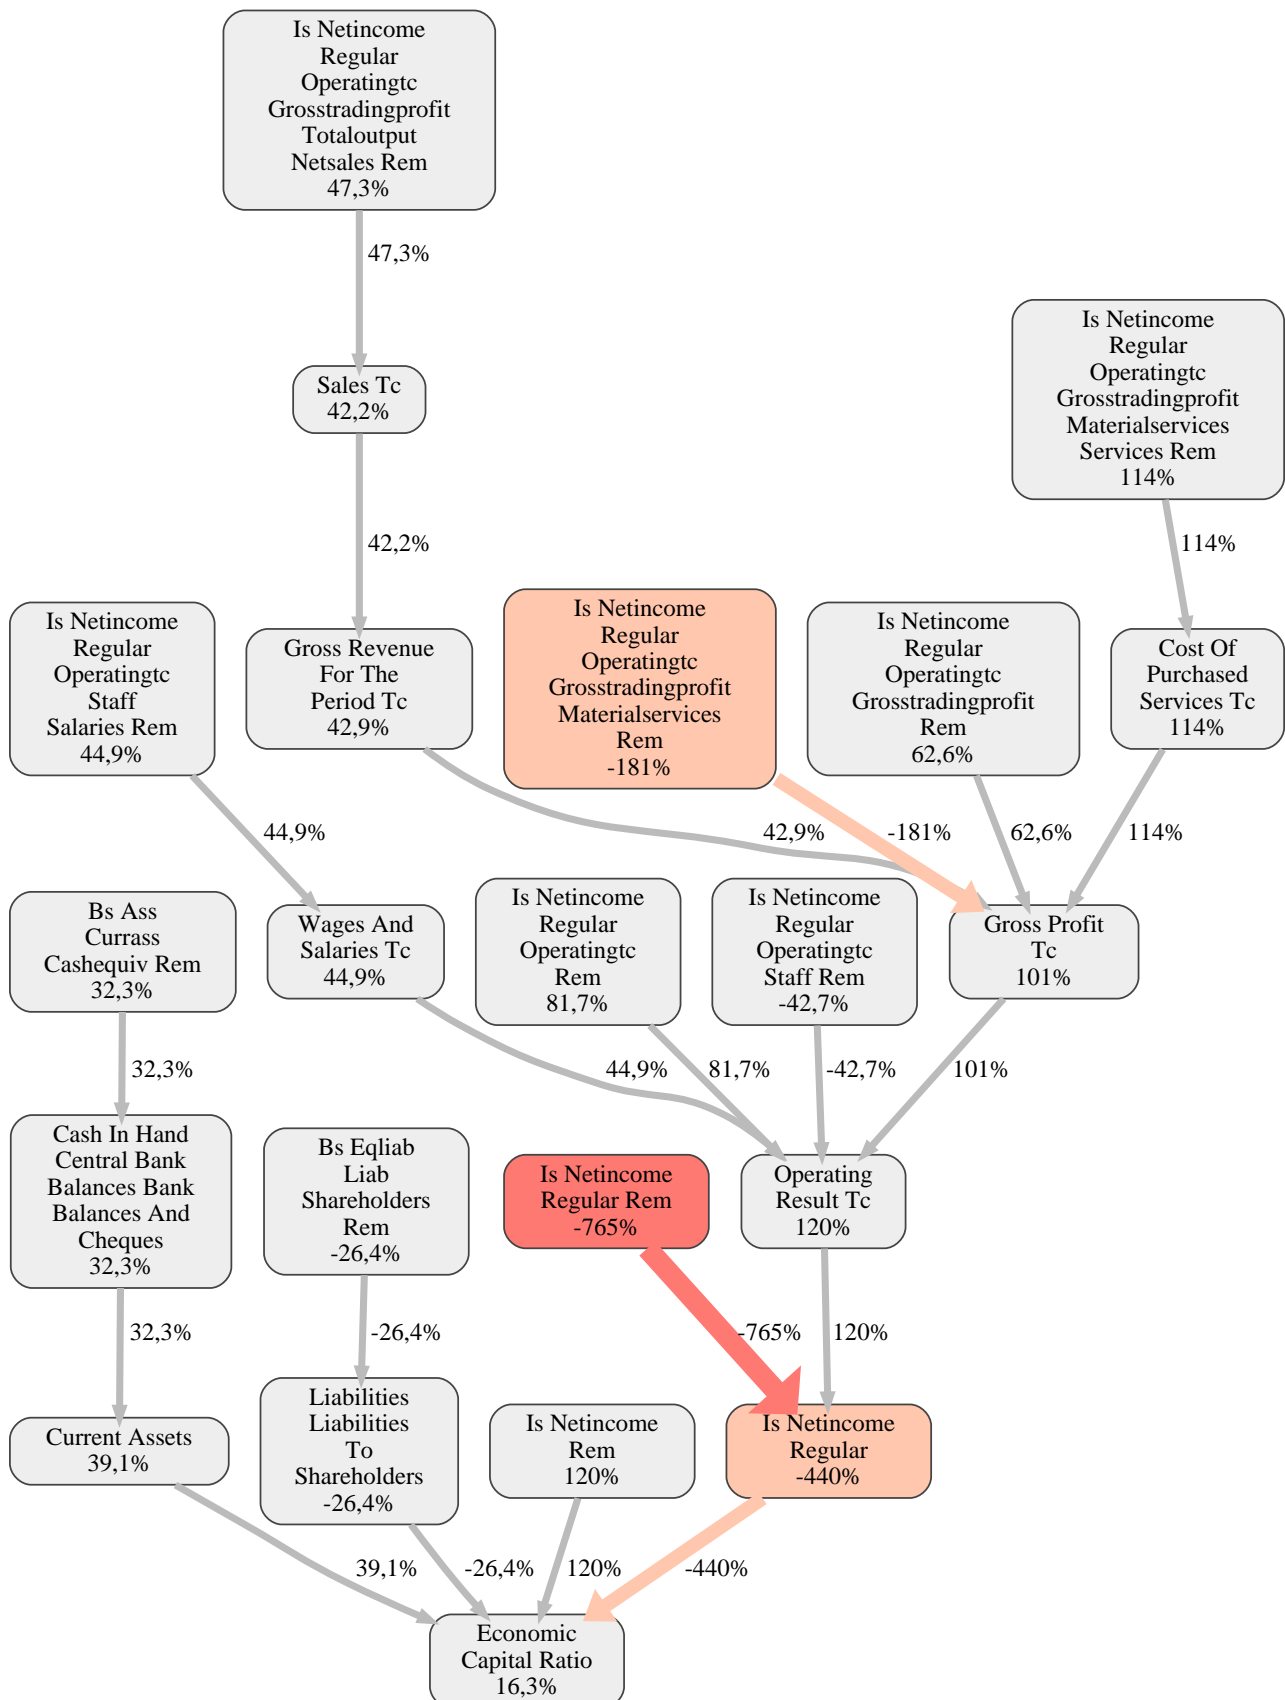 Is Netincome
Regular
Operatingtc
Grosstradingprofit
Totaloutput
Netsales Rem
47,3%
47,3%
Is Netincome
Regular
Operatingtc
Grosstradingprofit
Materialservices
Services Rem
114%
Sales Tc
42,2%
42,2%
114%
Is Netincome
Regular
Operatingtc
Staff
Salaries Rem
44,9%
Gross Revenue
For The
Period Tc
42,9%
Is Netincome
Regular
Operatingtc
Grosstradingprofit
Materialservices
Rem
-181%
Is Netincome
Regular
Operatingtc
Grosstradingprofit
Rem
62,6%
Cost Of
Purchased
Services Tc
114%
44,9%
42,9%
-181%
62,6%
114%
Bs Ass
Currass
Cashequiv Rem
32,3%
Wages And
Salaries Tc
44,9%
Is Netincome
Regular
Operatingtc
Rem
81,7%
Is Netincome
Regular
Operatingtc
Staff Rem
-42,7%
Gross Profit
Tc
101%
32,3%
44,9%
81,7%
-42,7%
101%
Cash In Hand
Central Bank
Balances Bank
Balances And
Cheques
32,3%
Bs Eqliab
Liab
Shareholders
Rem
-26,4%
Is Netincome
Regular Rem
-765%
Operating
Result Tc
120%
32,3%
-26,4%
-765%
120%
Current Assets
39,1%
Liabilities
Liabilities
To
Shareholders
-26,4%
Is Netincome
Rem
120%
Is Netincome
Regular
-440%
39,1%
-26,4%
120%
-440%
Economic
Capital Ratio
16,3%